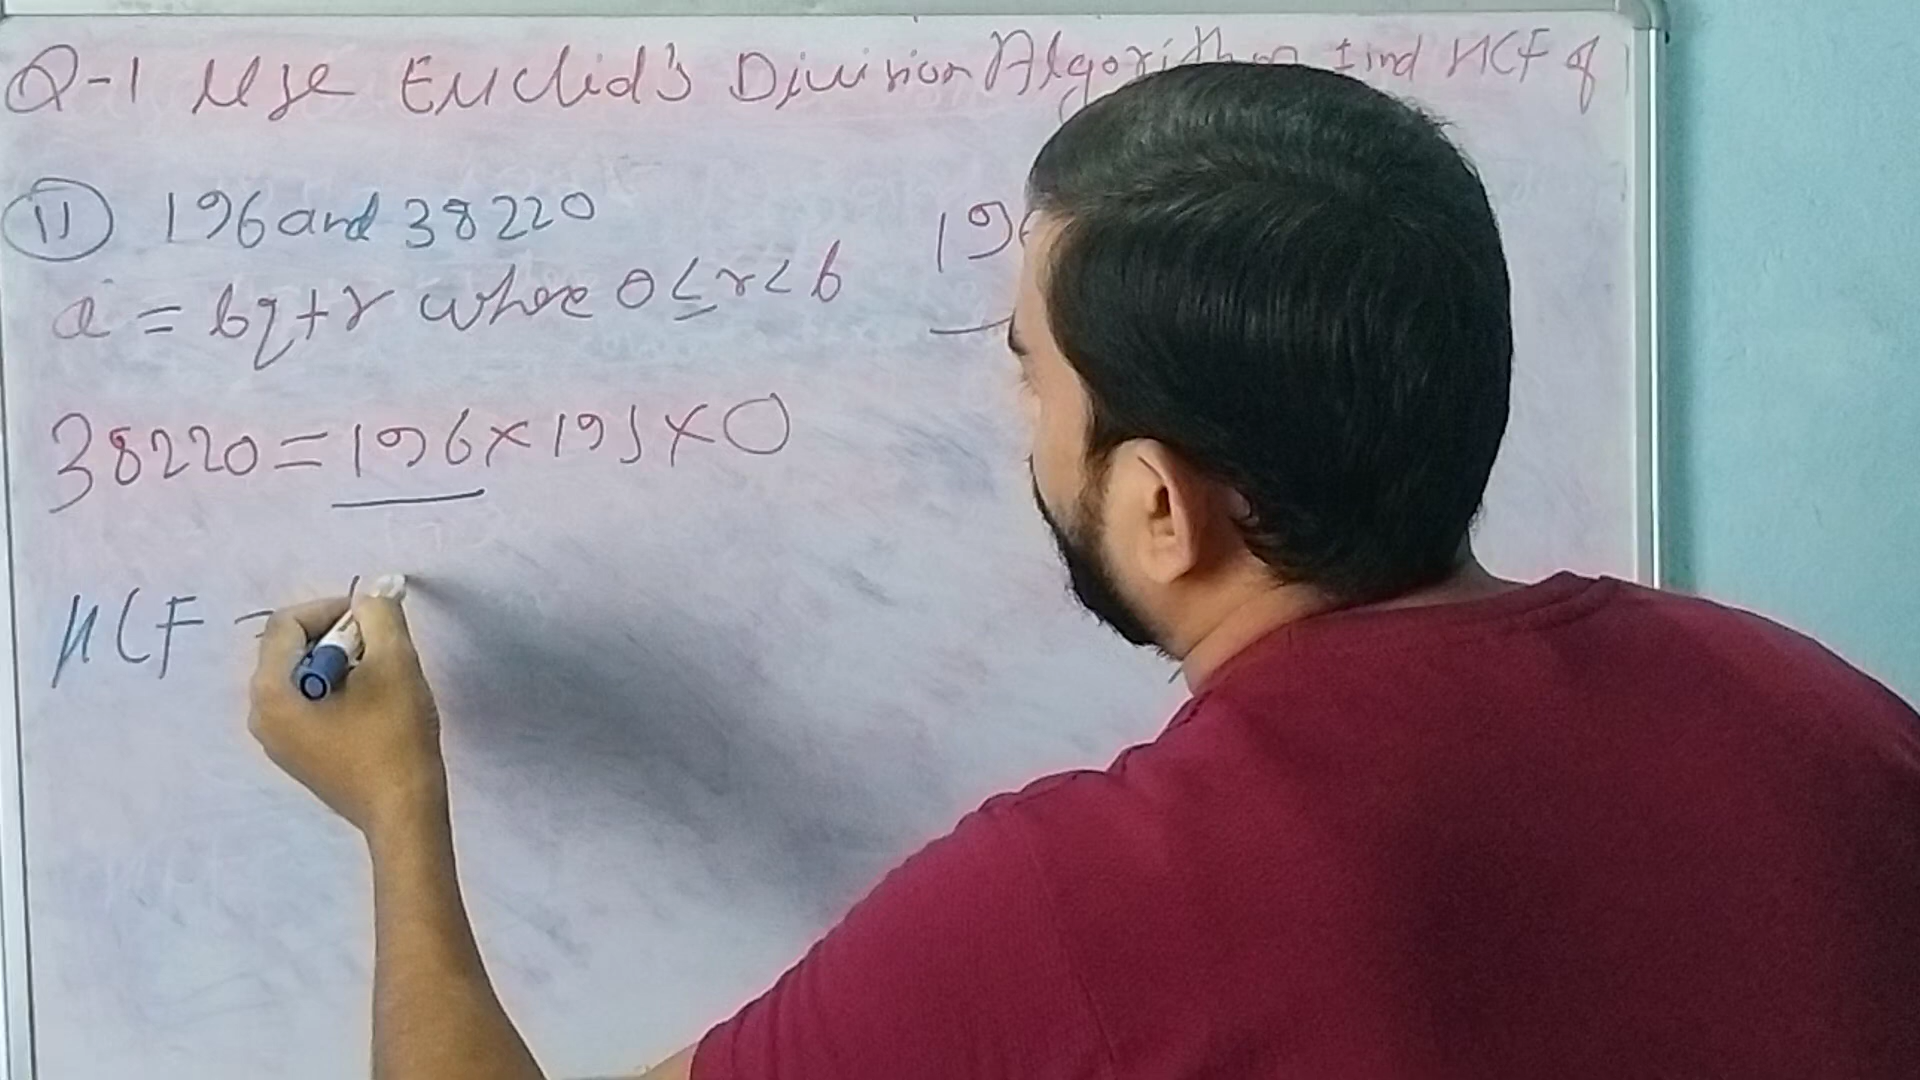 Q-1 Use Euclid's Division Algorithm find HCF of
(II) 196 and 38220
a = bq+r where 0≤r<b
38220=196×195×0
HCF =